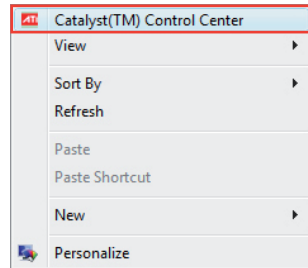 ATI Catalyst(TM) Control Center
View
Sort By
Refresh
Paste
Paste Shortcut
New
Personalize